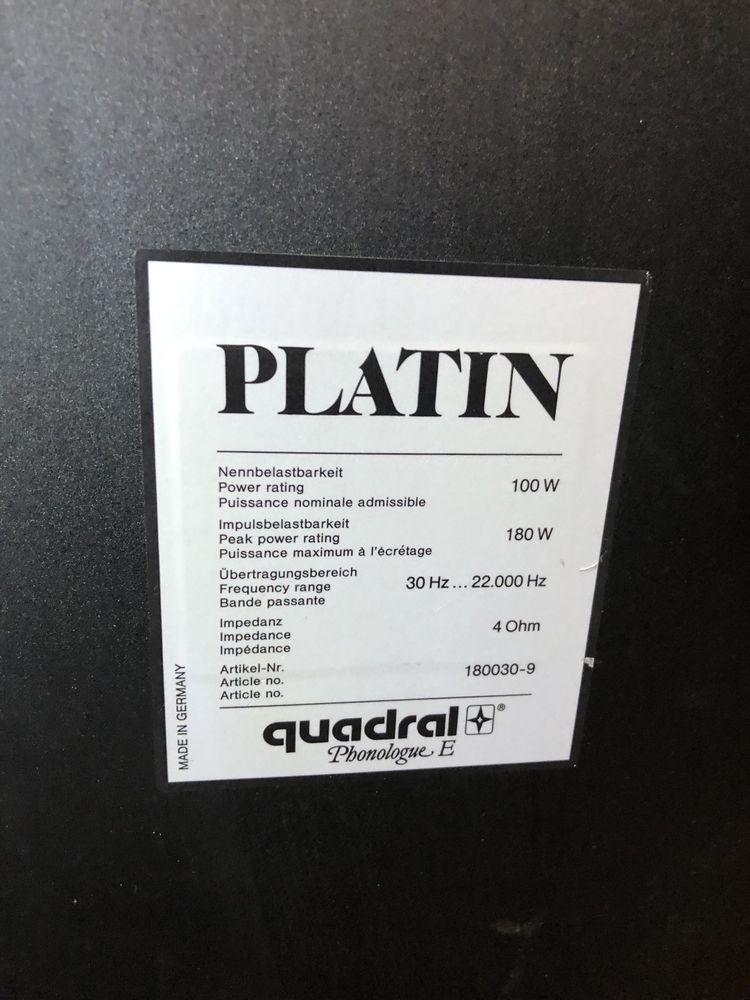 PLATIN
Nennbelastbarkeit
Power rating 100 W
Puissance nominale admissible
Impulsbelastbarkeit
Peak power rating 180 W
Puissance maximum à l'écrétage
Übertragungsbereich
Frequency range 30 Hz ... 22.000 Hz
Bande passante
Impedanz
Impedance 4 Ohm
Impédance
Artikel-Nr. 180030-9
Article no.
Article no.
MADE IN GERMANY
quadral ®
Phonologue E